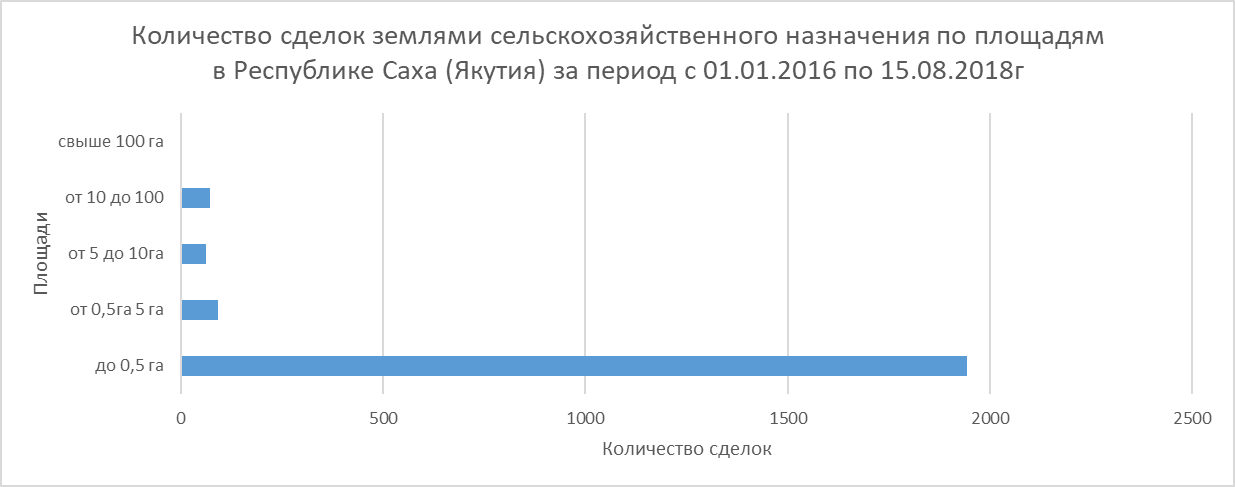 Количество сделок землями сельскохозяйственного назначения по площадям
в Республике Саха (Якутия) за период с 01.01.2016 по 15.08.2018г
Площади
свыше 100 га
от 10 до 100
от 5 до 10га
от 0,5га 5 га
до 0,5 га
0 500 1000 1500 2000 2500
Количество сделок